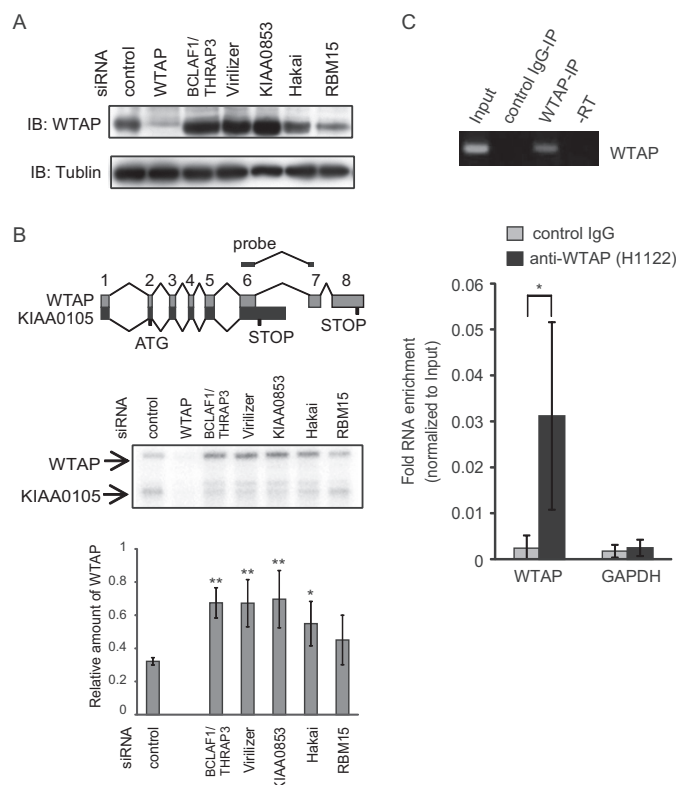 A
siRNA
control
WTAP
BCLAF1/
THRAP3
Virilizer
KIAA0853
Hakai
RBM15
IB: WTAP
IB: Tublin
B
probe
1 2 3 4 5 6 7 8
WTAP
KIAA0105
ATG
STOP
STOP
siRNA
control
WTAP
BCLAF1/
THRAP3
Virilizer
KIAA0853
Hakai
RBM15
WTAP
KIAA0105
Relative amount of WTAP
1
0.8
0.6
0.4
0.2
0
**
**
**
*
siRNA
control
BCLAF1/
THRAP3
Virilizer
KIAA0853
Hakai
RBM15
C
Input
control IgG-IP
WTAP-IP
-RT
WTAP
control IgG
anti-WTAP (H1122)
Fold RNA enrichment
(normalized to Input)
0.06
0.04
0.03
0.02
0.01
0
*
WTAP
GAPDH